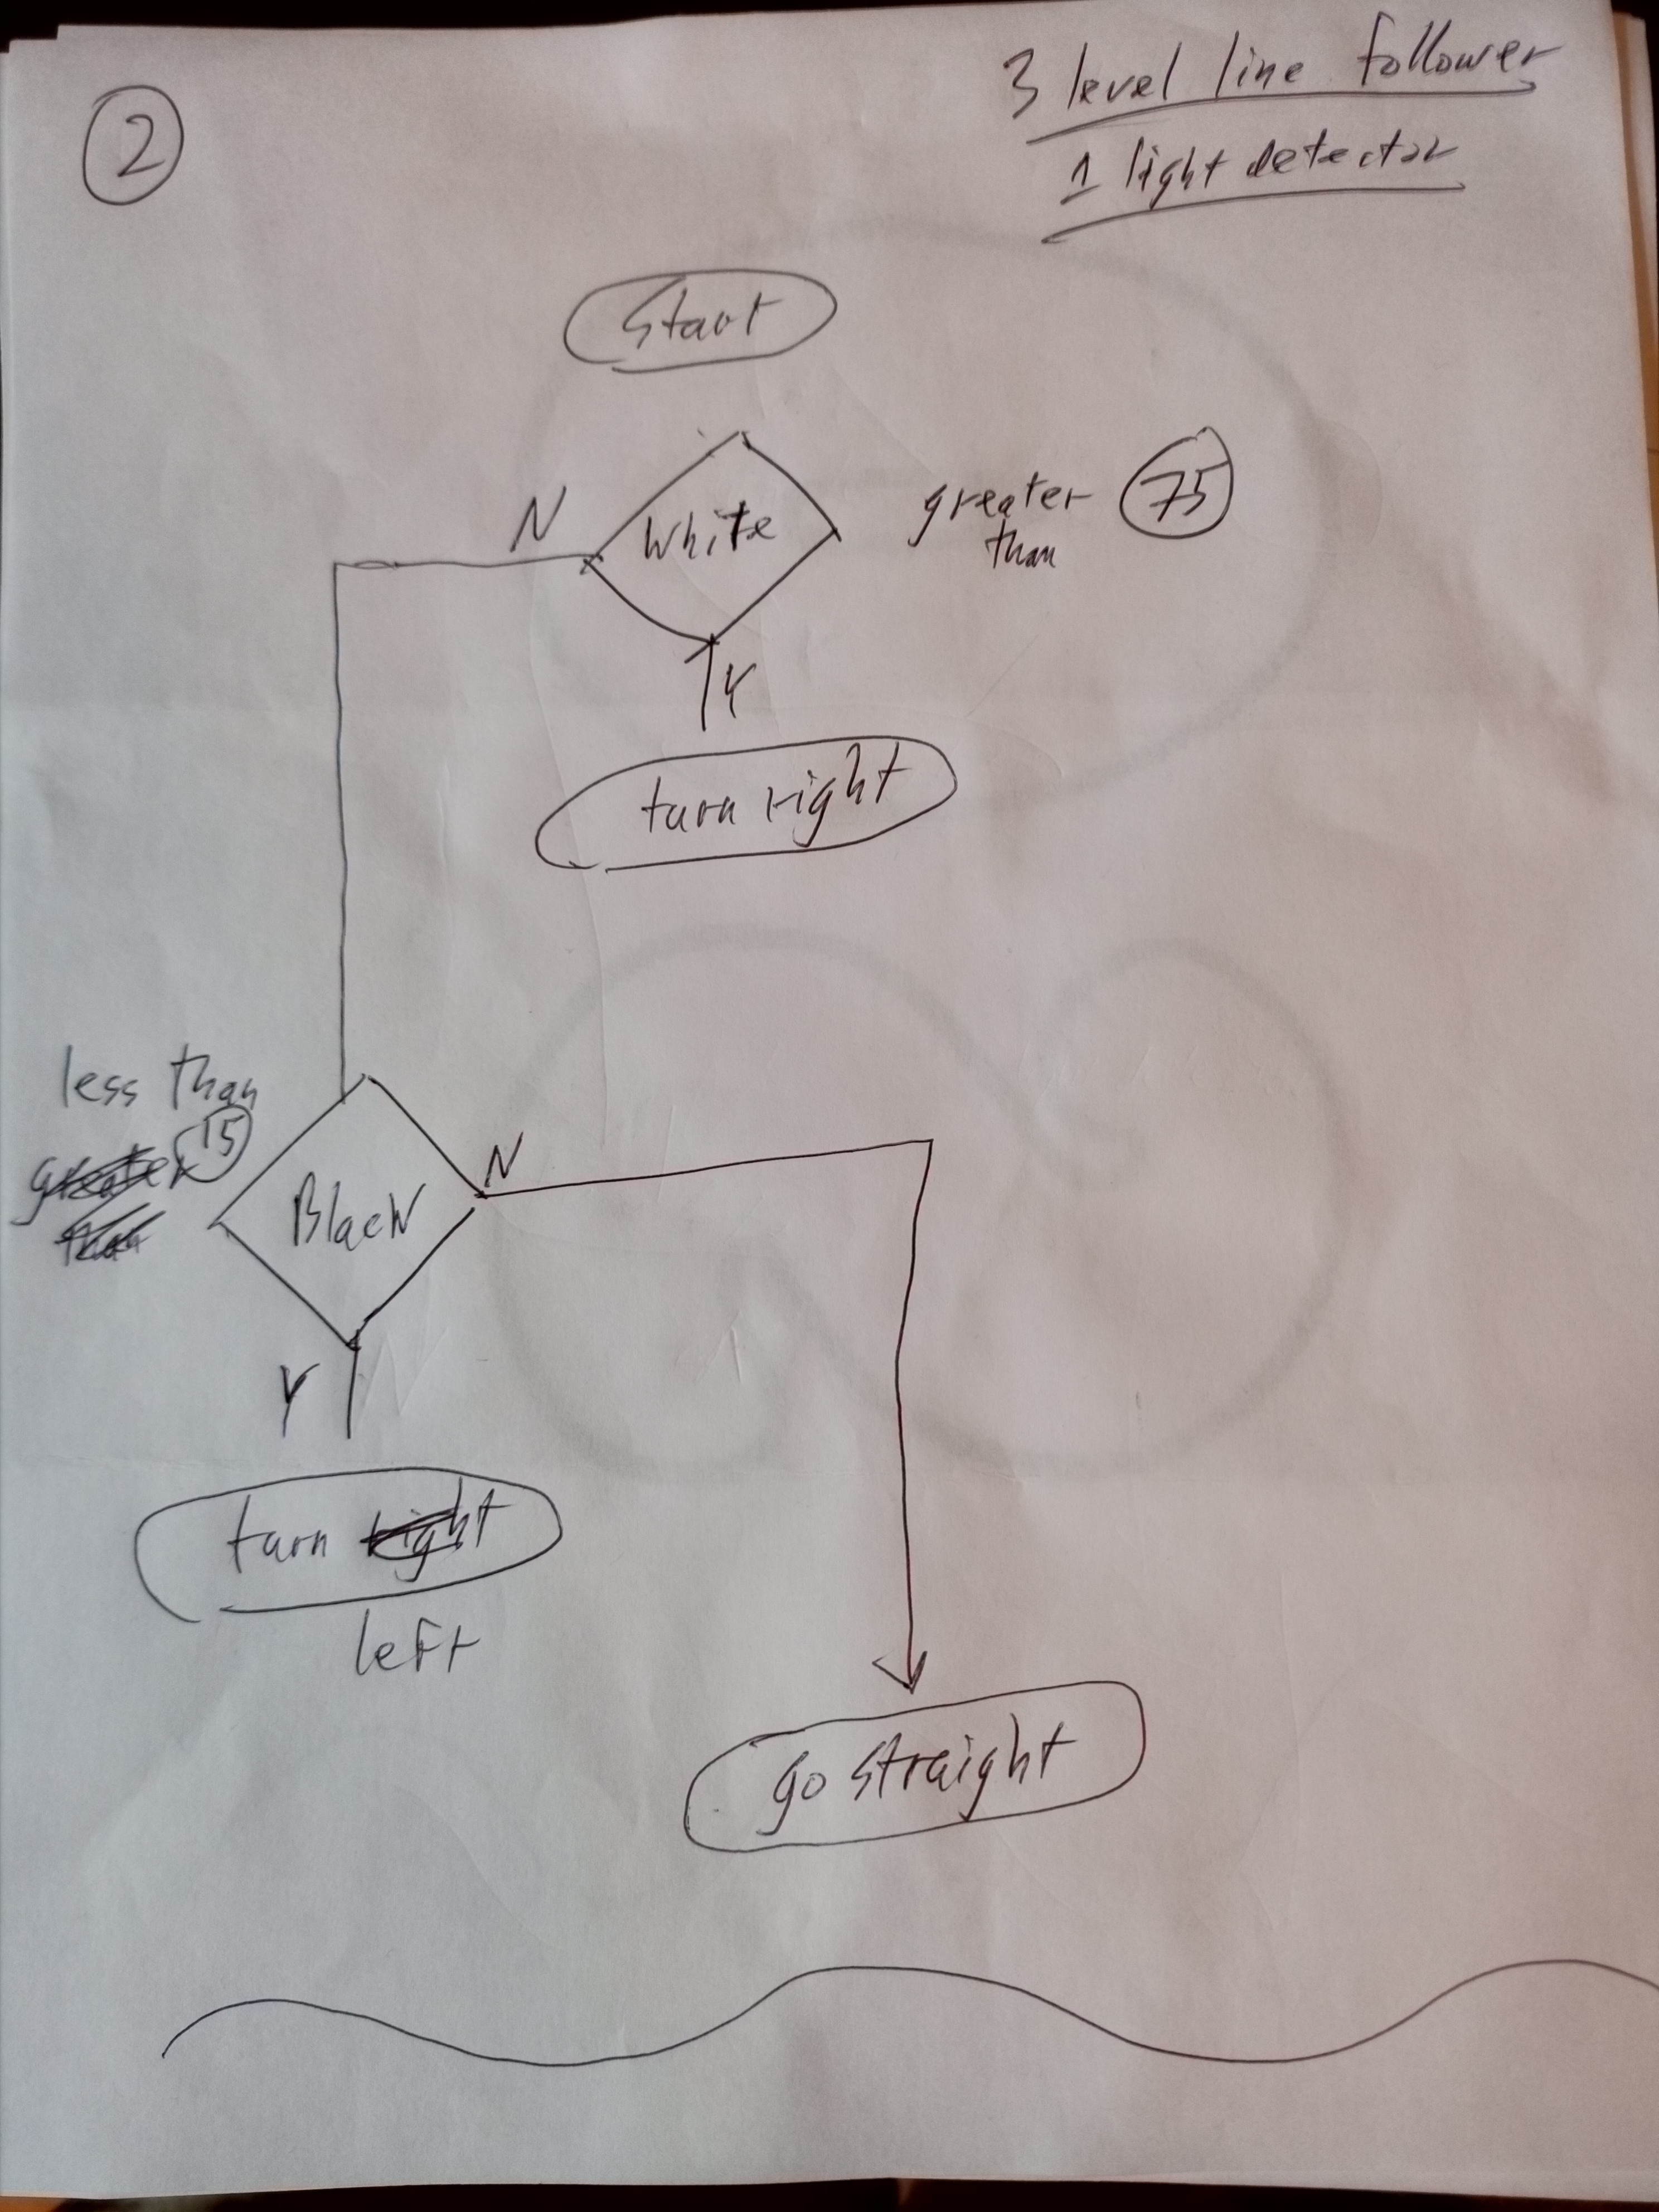 2
3 level line follower
1 light detector
Start
N
White
greater
than
75
Y
turn right
less than
greater
than
15
Black
N
Y
turn right
left
go straight